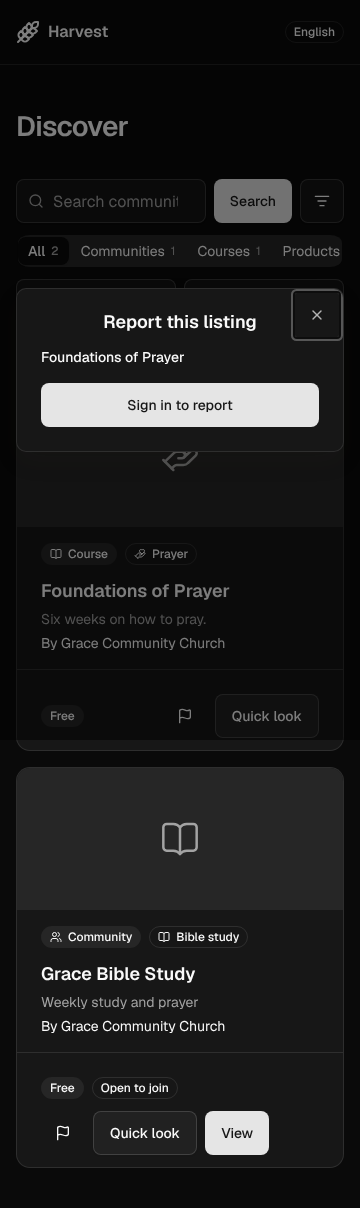 Harvest
English
Discover
Search communit
Search
All 2
Communities 1
Courses 1
Products
Report this listing
Foundations of Prayer
Sign in to report
Course
Prayer
Foundations of Prayer
Six weeks on how to pray.
By Grace Community Church
Free
Quick look
Community
Bible study
Grace Bible Study
Weekly study and prayer
By Grace Community Church
Free
Open to join
Quick look
View